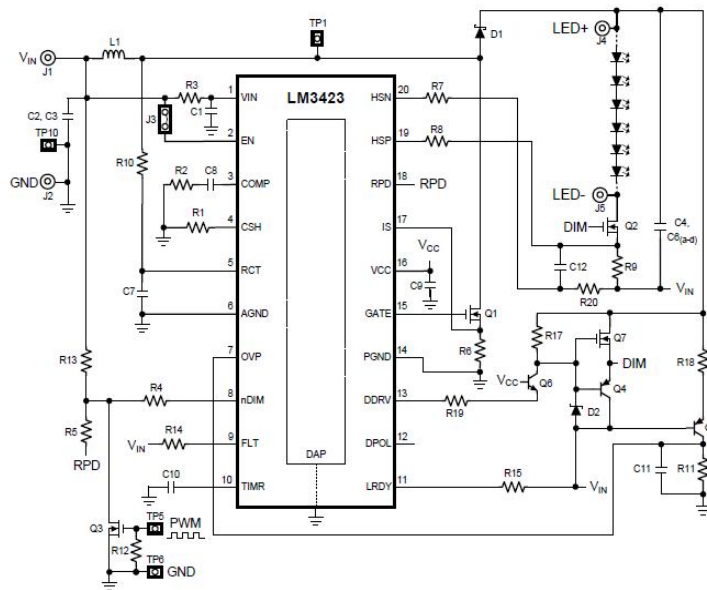 TP1
D1
LED+
J4
VIN
J1
L1
R3
1
VIN
LM3423
HSN
20
R7
C2, C3
C1
J3
TP10
2
EN
HSP
19
R8
R10
R2
C8
3
COMP
RPD
18
RPD
LED-
J5
GND
J2
R1
4
CSH
IS
17
DIM
Q2
C4,
C6(a-d)
VCC
5
RCT
VCC
16
C12
R9
C7
C9
R20
VIN
6
AGND
GATE
15
Q1
R17
Q7
R13
R6
7
OVP
PGND
14
DIM
R18
VCC
Q6
Q4
R4
8
nDIM
DDRV
13
R19
D2
R5
VIN
R14
9
FLT
DPOL
12
Q
RPD
DAP
C11
R11
C10
10
TIMR
LRDY
11
R15
VIN
Q3
TP5
PWM
R12
TP6
GND